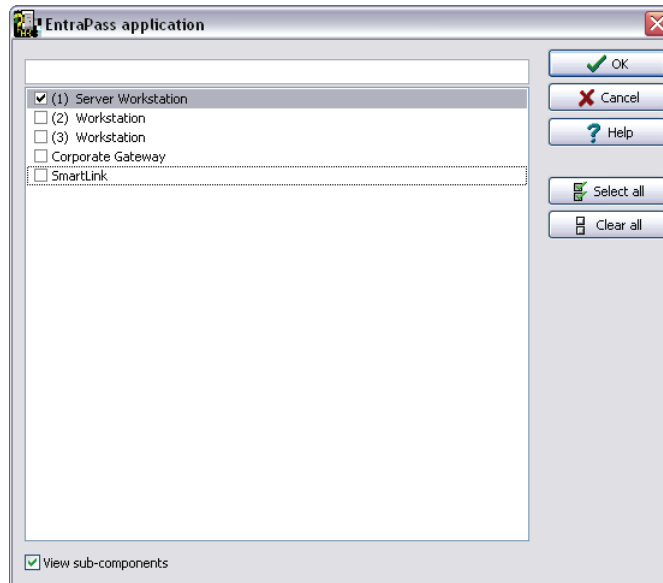 EntraPass application
OK
(1) Server Workstation
Cancel
(2) Workstation
(3) Workstation
Help
Corporate Gateway
SmartLink
Select all
Clear all
View sub-components